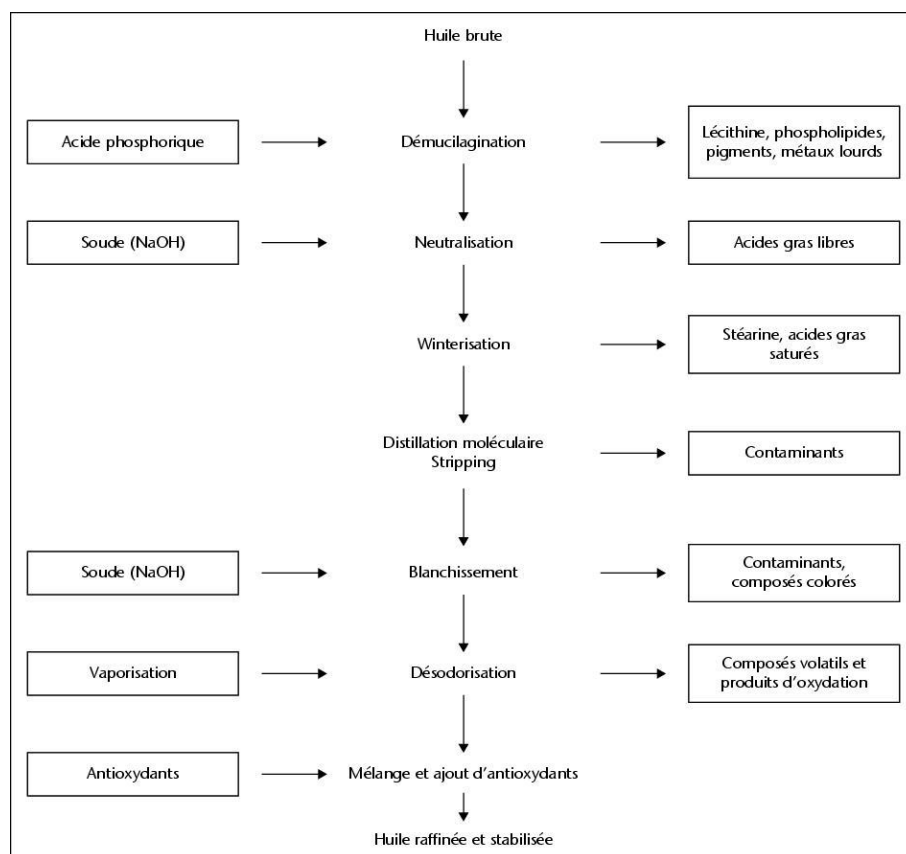 Huile brute
Acide phosphorique
Démucilagination
Lécithine, phospholipides,
pigments, métaux lourds
Soude (NaOH)
Neutralisation
Acides gras libres
Winterisation
Stéarine, acides gras
saturés
Distillation moléculaire
Stripping
Contaminants
Soude (NaOH)
Blanchissement
Contaminants,
composés colorés
Vaporisation
Désodorisation
Composés volatils et
produits d'oxydation
Antioxydants
Mélange et ajout d'antioxydants
Huile raffinée et stabilisée